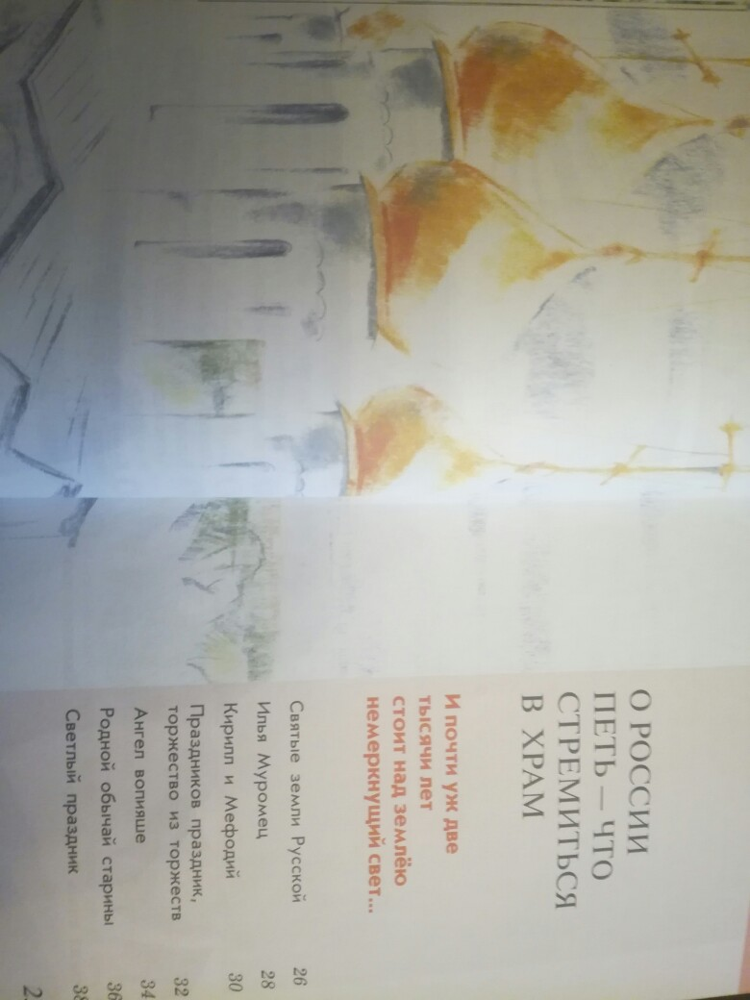 О РОССИИ
ПЕТЬ — ЧТО
СТРЕМИТЬСЯ
В ХРАМ
И почти уж две
тысячи лет
стоит над землёю
немеркнущий свет...
Святые земли Русской 26
Илья Муромец 28
Кирилл и Мефодий 30
Праздников праздник,
торжество из торжеств 32
Ангел вопияше 34
Родной обычай старины 36
Светлый праздник 38